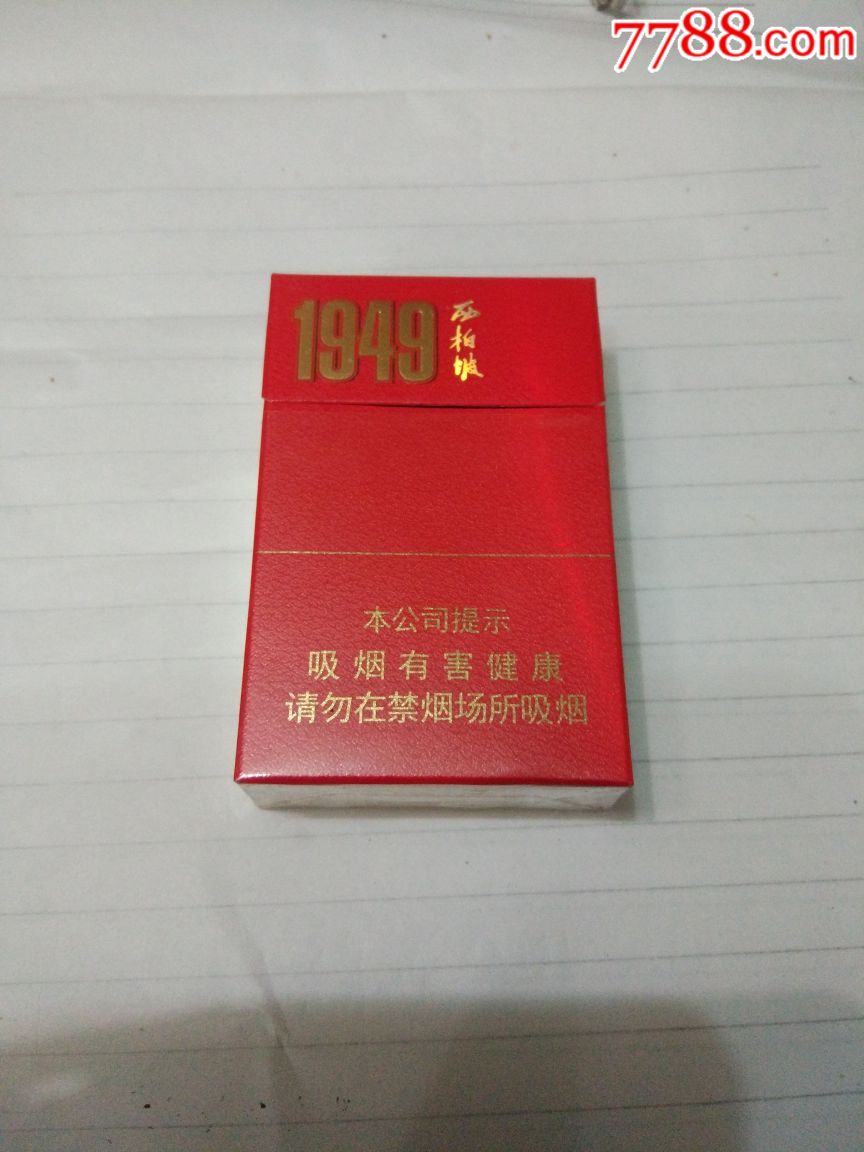 7788.com
1949 西柏坡
本公司提示
吸烟有害健康
请勿在禁烟场所吸烟